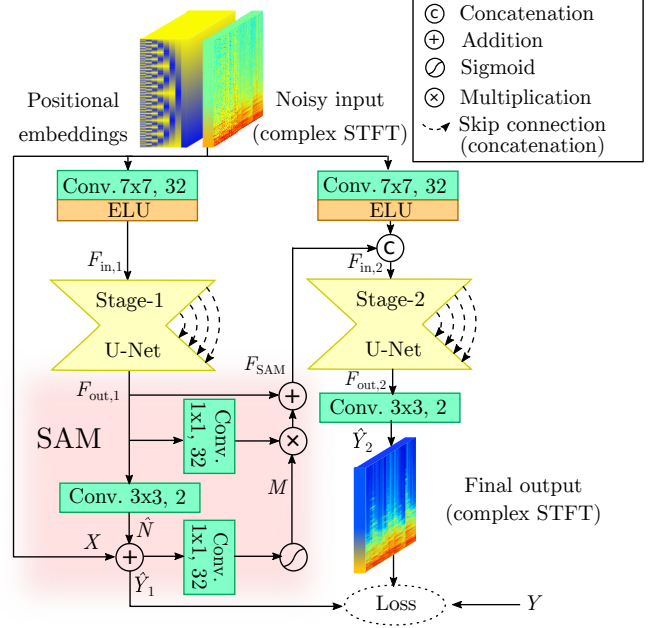 C Concatenation
+ Addition
Sigmoid
× Multiplication
Skip connection
(concatenation)
Positional
embeddings
Noisy input
(complex STFT)
Conv. 7x7, 32
ELU
Conv. 7x7, 32
ELU
C
F_in,1
F_in,2
Stage-1
U-Net
Stage-2
U-Net
F_SAM
F_out,1
F_out,2
+
Conv. 3x3, 2
SAM
Conv.
1x1, 32
×
Ŷ_2
Conv. 3x3, 2
M
Final output
(complex STFT)
N̂
X
+
Conv.
1x1, 32
Ŷ_1
Loss
Y